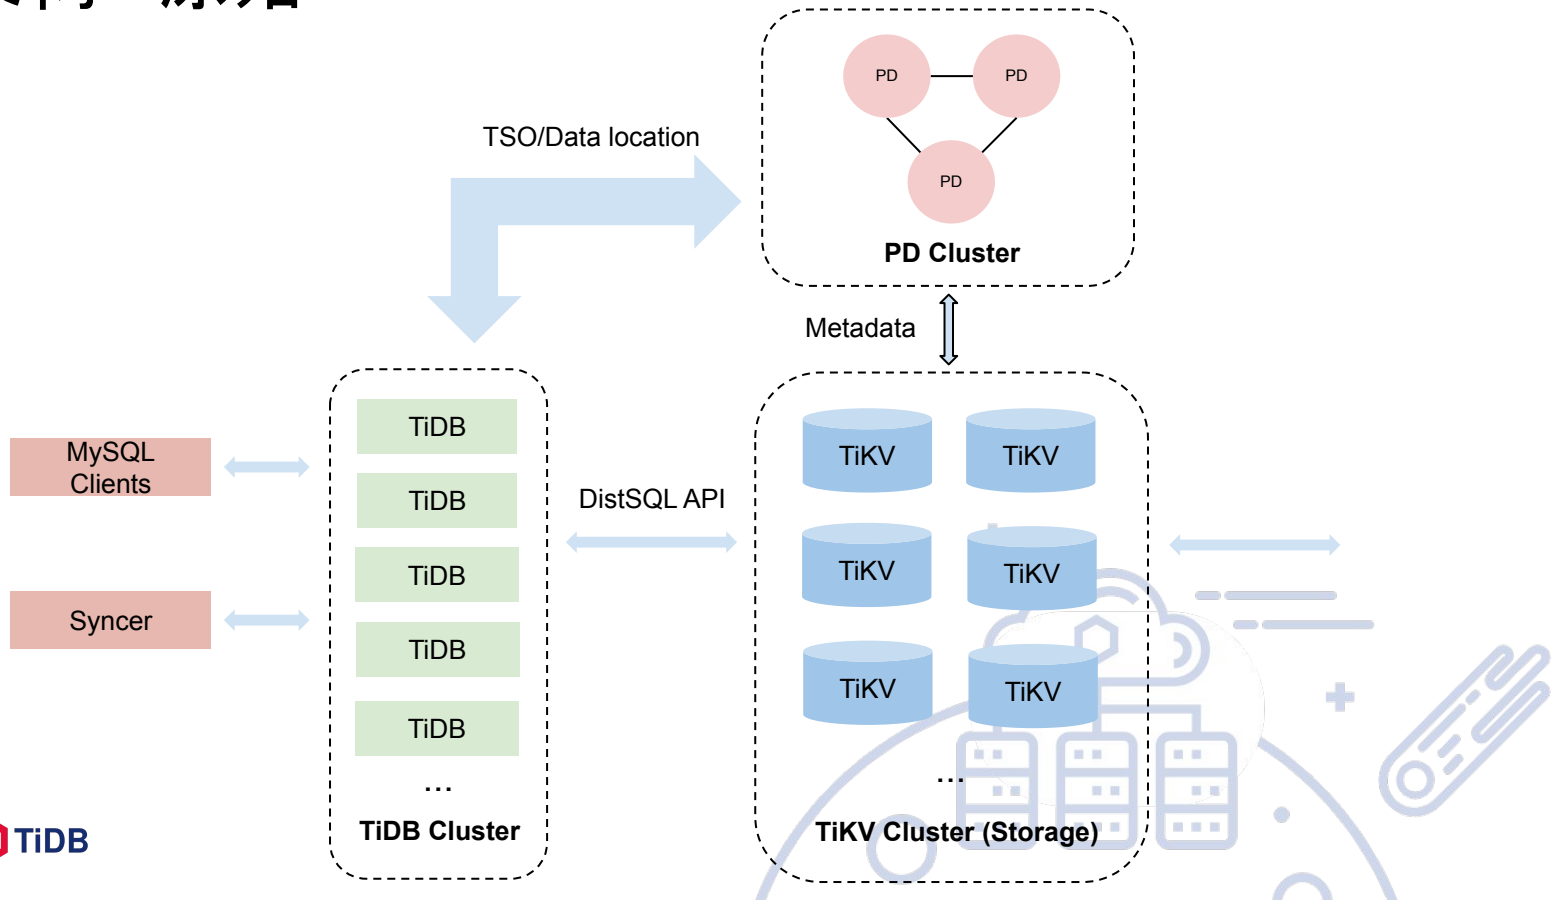 PD
PD
TSO/Data location
PD
PD Cluster
Metadata
TiDB
TiKV
TiKV
MySQL
Clients
TiDB
DistSQL API
TiDB
TiKV
TiKV
Syncer
TiDB
TiKV
TiKV
TiDB
...
...
TiDB Cluster
TiKV Cluster (Storage)
TiDB